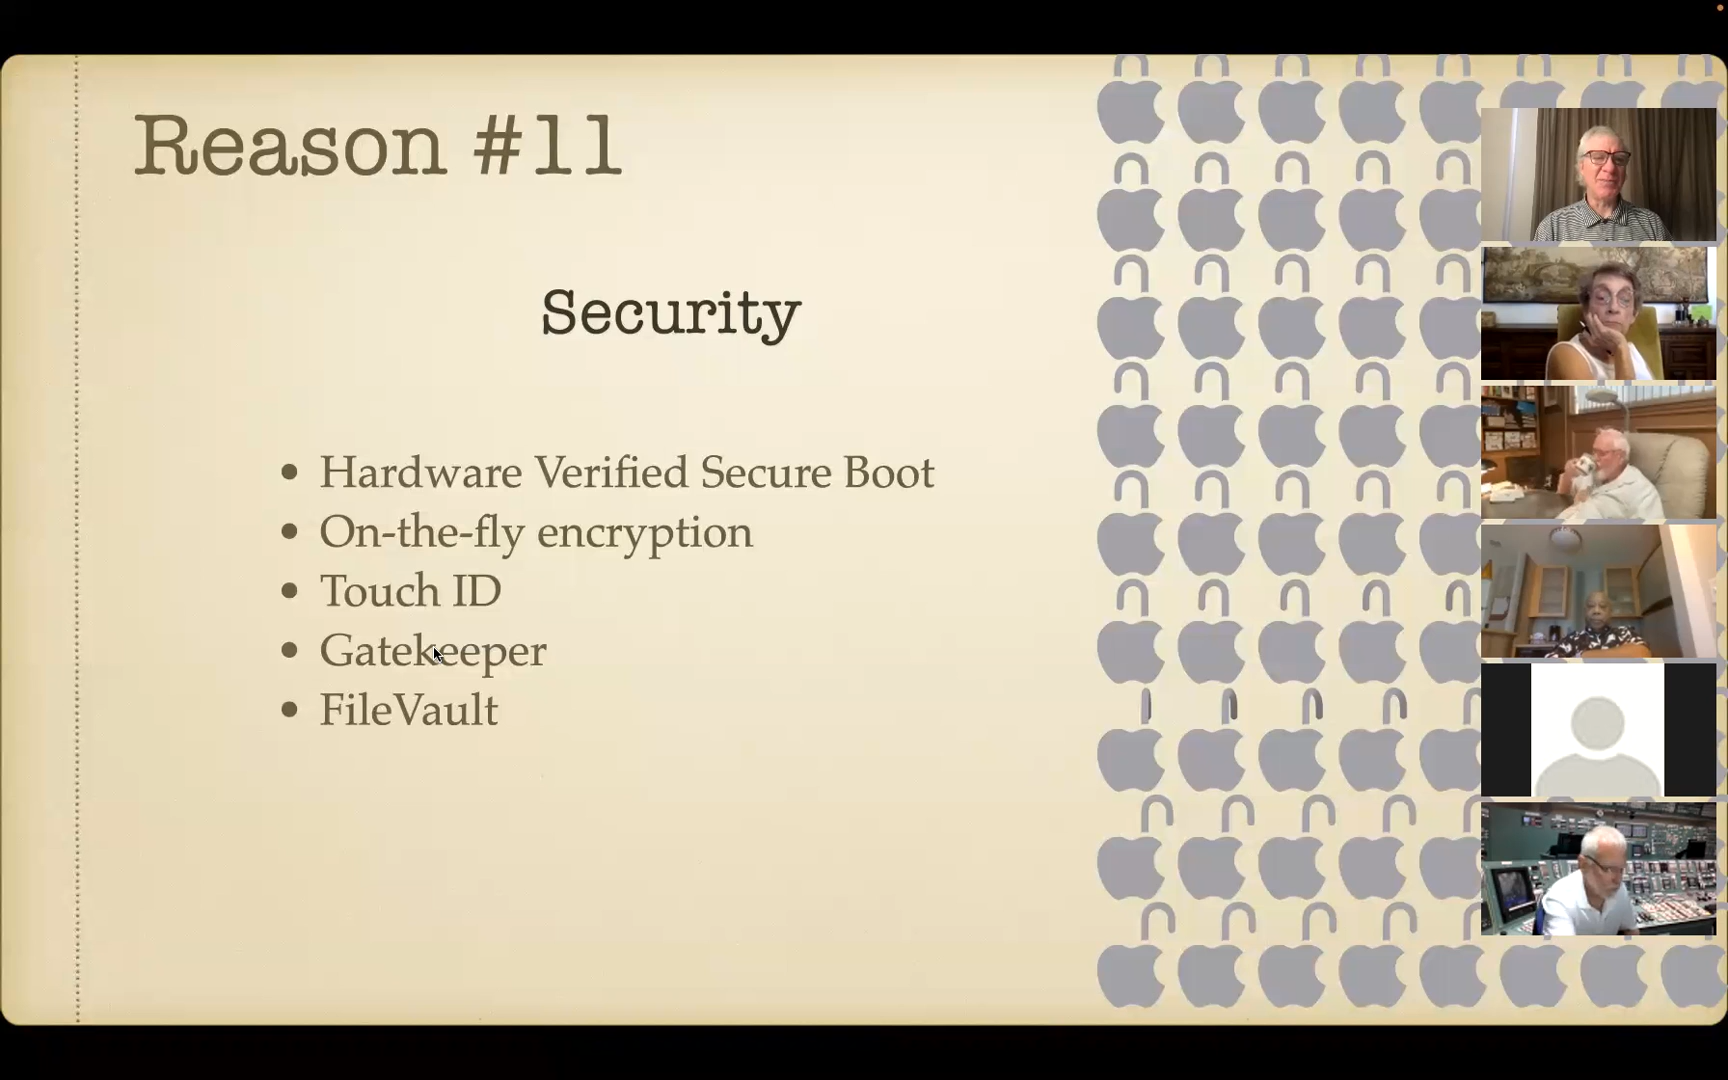 Reason #11
Security
• Hardware Verified Secure Boot
• On-the-fly encryption
• Touch ID
• Gatekeeper
• FileVault